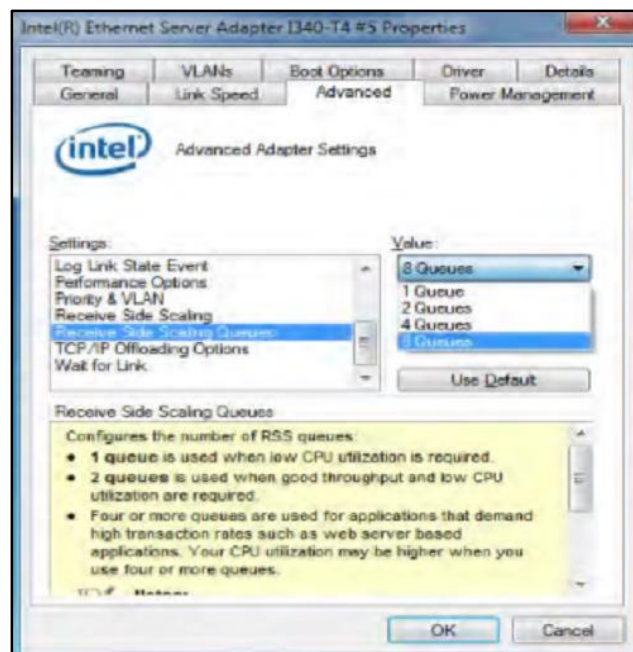 Intel(R) Ethernet Server Adapter I340-T4 #5 Properties
Teaming VLANs Boot Options Driver Details
General Link Speed Advanced Power Management
intel Advanced Adapter Settings
Settings: Value:
Log Link State Event
Performance Options
Priority & VLAN
Receive Side Scaling
Receive Side Scaling Queues
TCP/IP Offloading Options
Wait for Link
8 Queues
1 Queue
2 Queues
4 Queues
8 Queues
Use Default
Receive Side Scaling Queues
Configures the number of RSS queues:
• 1 queue is used when low CPU utilization is required.
• 2 queues is used when good throughput and low CPU
utilization are required.
• Four or more queues are used for applications that demand
high transaction rates such as web server based
applications. Your CPU utilization may be higher when you
use four or more queues.
OK Cancel